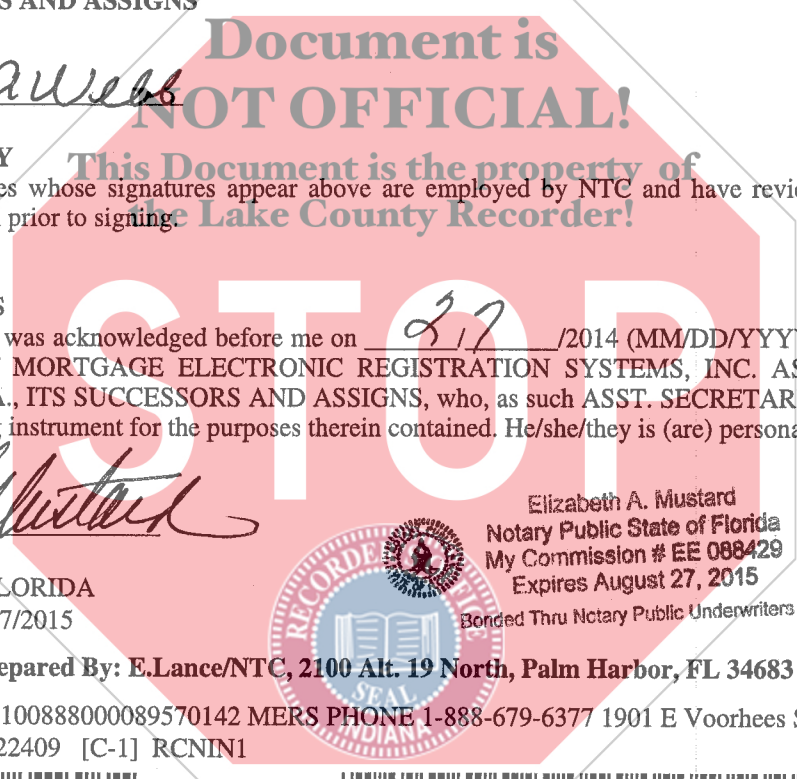 S AND ASSIGNS
Document is
NOT OFFICIAL!
a Webb
Y
This Document is the property of
es whose signatures appear above are employed by NTC and have revie
prior to signing.
the Lake County Recorder!
STOP
S
was acknowledged before me on 2/7/2014 (MM/DD/YYYY
MORTGAGE ELECTRONIC REGISTRATION SYSTEMS, INC. AS
A., ITS SUCCESSORS AND ASSIGNS, who, as such ASST. SECRETAR
g instrument for the purposes therein contained. He/she/they is (are) persona
Mustard
Elizabeth A. Mustard
Notary Public State of Florida
My Commission # EE 088429
Expires August 27, 2015
Bonded Thru Notary Public Underwriters
LORIDA
7/2015
RECORDER OFFICE
SEAL
INDIANA
epared By: E.Lance/NTC, 2100 Alt. 19 North, Palm Harbor, FL 34683
100888000089570142 MERS PHONE 1-888-679-6377 1901 E Voorhees S
22409 [C-1] RCNIN1